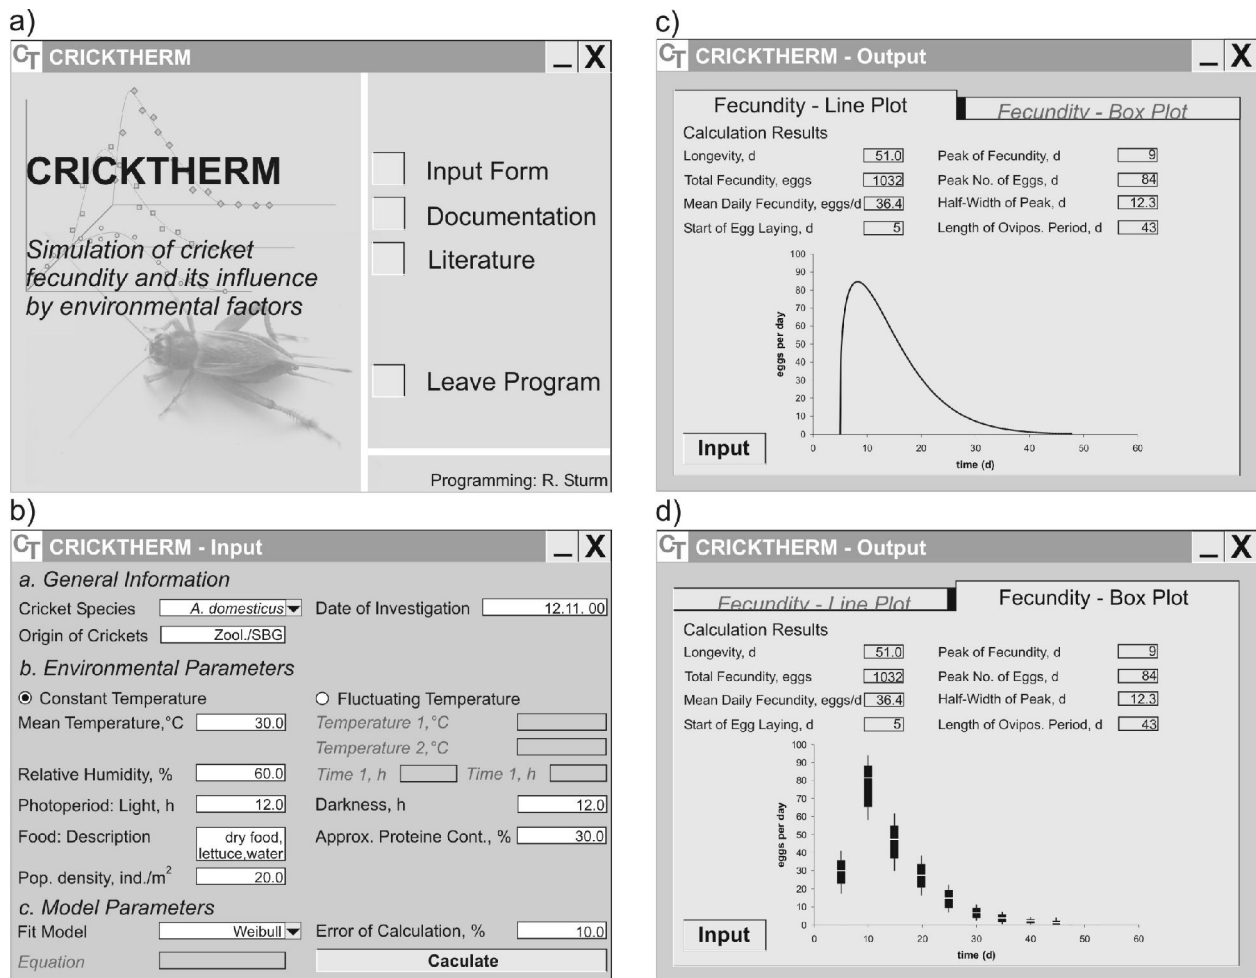 a)
CT CRICKTHERM _ X
CRICKTHERM
Simulation of cricket
fecundity and its influence
by environmental factors
Input Form
Documentation
Literature
Leave Program
Programming: R. Sturm
b)
CT CRICKTHERM - Input _ X
a. General Information
Cricket Species A. domesticus Date of Investigation 12.11. 00
Origin of Crickets Zool./SBG
b. Environmental Parameters
Constant Temperature Fluctuating Temperature
Mean Temperature,°C 30.0 Temperature 1,°C
Temperature 2,°C
Relative Humidity, % 60.0 Time 1, h Time 1, h
Photoperiod: Light, h 12.0 Darkness, h 12.0
Food: Description dry food, lettuce,water Approx. Proteine Cont., % 30.0
Pop. density, ind./m² 20.0
c. Model Parameters
Fit Model Weibull Error of Calculation, % 10.0
Equation Caculate
c)
CT CRICKTHERM - Output _ X
Fecundity - Line Plot Fecundity - Box Plot
Calculation Results
Longevity, d 51.0 Peak of Fecundity, d 9
Total Fecundity, eggs 1032 Peak No. of Eggs, d 84
Mean Daily Fecundity, eggs/d 36.4 Half-Width of Peak, d 12.3
Start of Egg Laying, d 5 Length of Ovipos. Period, d 43
100
90
80
70
60
50
40
30
20
10
0
eggs per day
0 10 20 30 40 50 60
time (d)
Input
d)
CT CRICKTHERM - Output _ X
Fecundity - Line Plot Fecundity - Box Plot
Calculation Results
Longevity, d 51.0 Peak of Fecundity, d 9
Total Fecundity, eggs 1032 Peak No. of Eggs, d 84
Mean Daily Fecundity, eggs/d 36.4 Half-Width of Peak, d 12.3
Start of Egg Laying, d 5 Length of Ovipos. Period, d 43
100
90
80
70
60
50
40
30
20
10
0
eggs per day
0 10 20 30 40 50 60
time (d)
Input